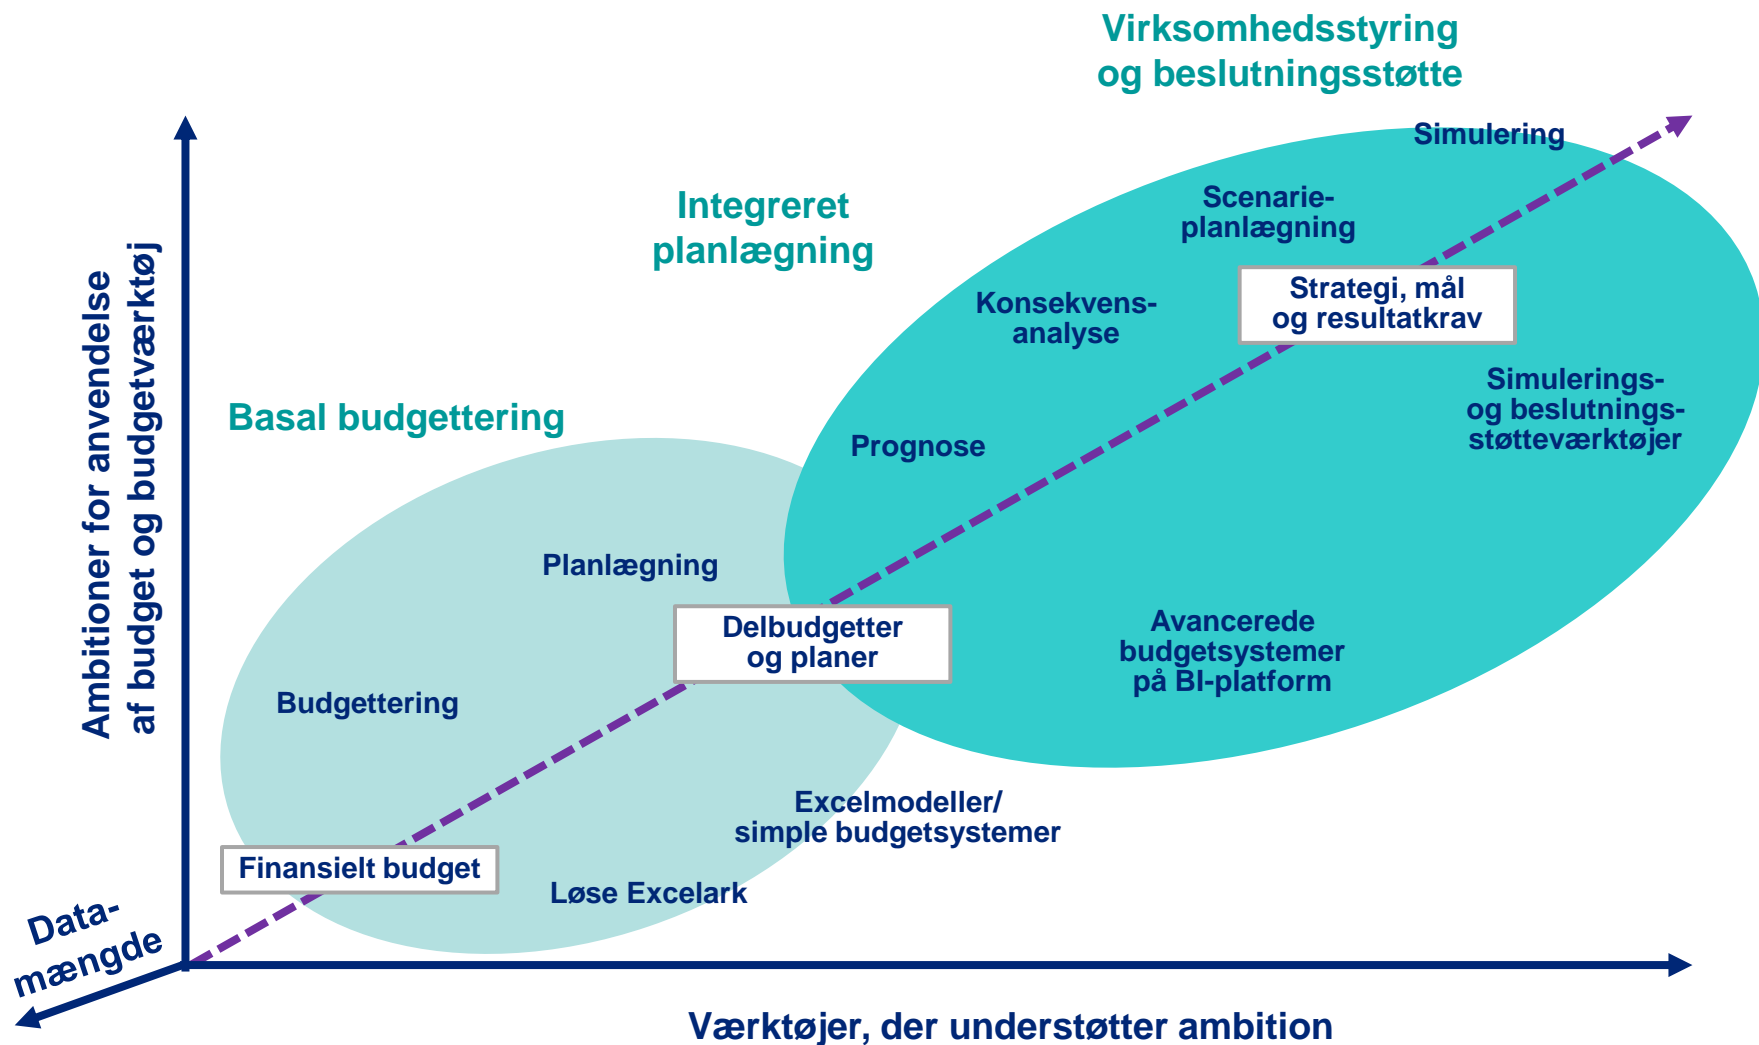 Virksomhedsstyring
og beslutningsstøtte
Simulering
Scenarie-
planlægning
Integreret
planlægning
Strategi, mål
og resultatkrav
Konsekvens-
analyse
Simulerings-
og beslutnings-
støtteværktøjer
Ambitioner for anvendelse
af budget og budgetværktøj
Basal budgettering
Prognose
Planlægning
Delbudgetter
og planer
Avancerede
budgetsystemer
på BI-platform
Budgettering
Excelmodeller/
simple budgetsystemer
Finansielt budget
Løse Excelark
Data-
mængde
Værktøjer, der understøtter ambition